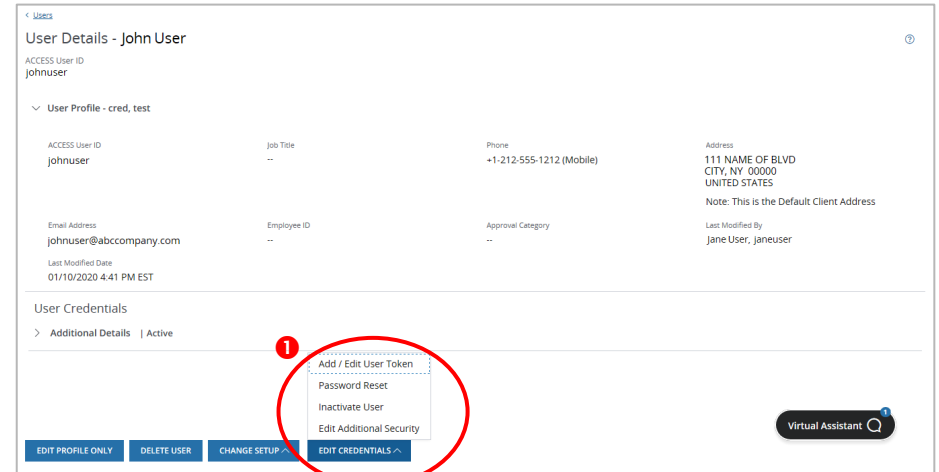 ‹ Users
User Details - John User
ACCESS User ID
johnuser
User Profile - cred, test
ACCESS User ID
johnuser
Job Title
--
Phone
+1-212-555-1212 (Mobile)
Address
111 NAME OF BLVD
CITY, NY 00000
UNITED STATES
Note: This is the Default Client Address
Email Address
johnuser@abccompany.com
Employee ID
--
Approval Category
--
Last Modified By
Jane User, janeuser
Last Modified Date
01/10/2020 4:41 PM EST
User Credentials
Additional Details | Active
1
Add / Edit User Token
Password Reset
Inactivate User
Edit Additional Security
Virtual Assistant
1
EDIT PROFILE ONLY
DELETE USER
CHANGE SETUP
EDIT CREDENTIALS